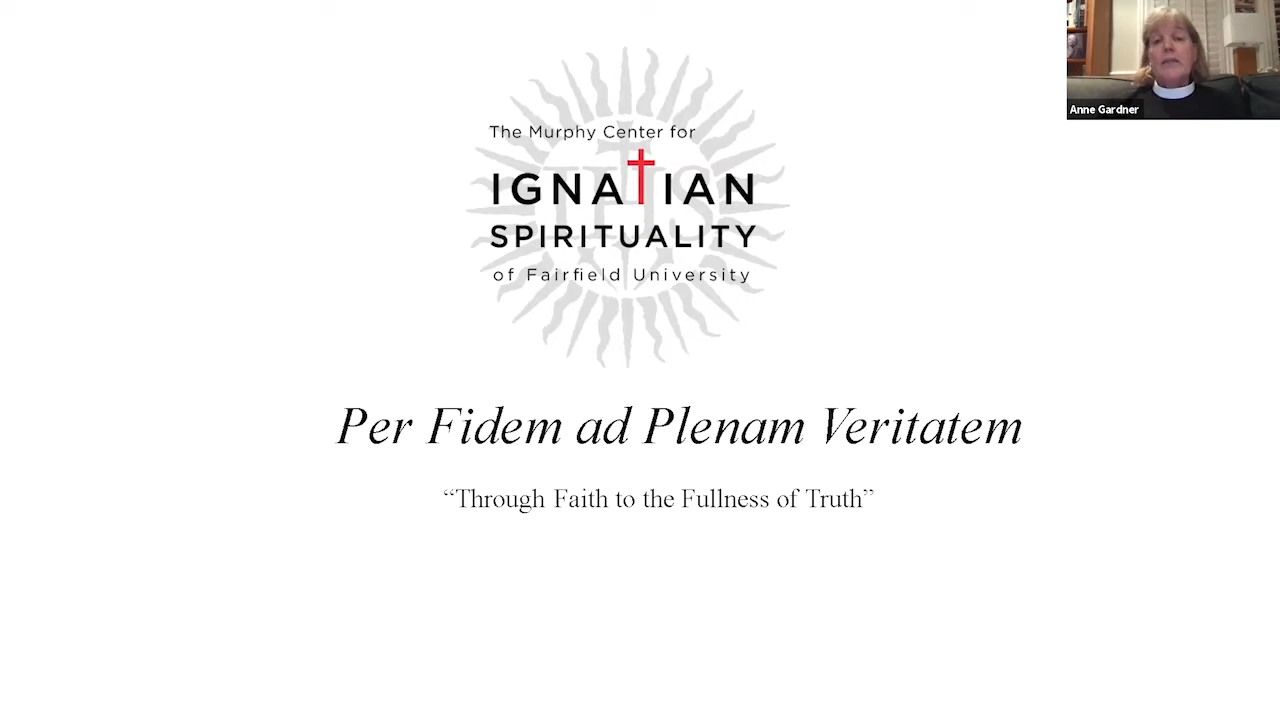 The Murphy Center for
IGNATIAN
SPIRITUALITY
of Fairfield University
IHS
Per Fidem ad Plenam Veritatem
“Through Faith to the Fullness of Truth”
Anne Gardner